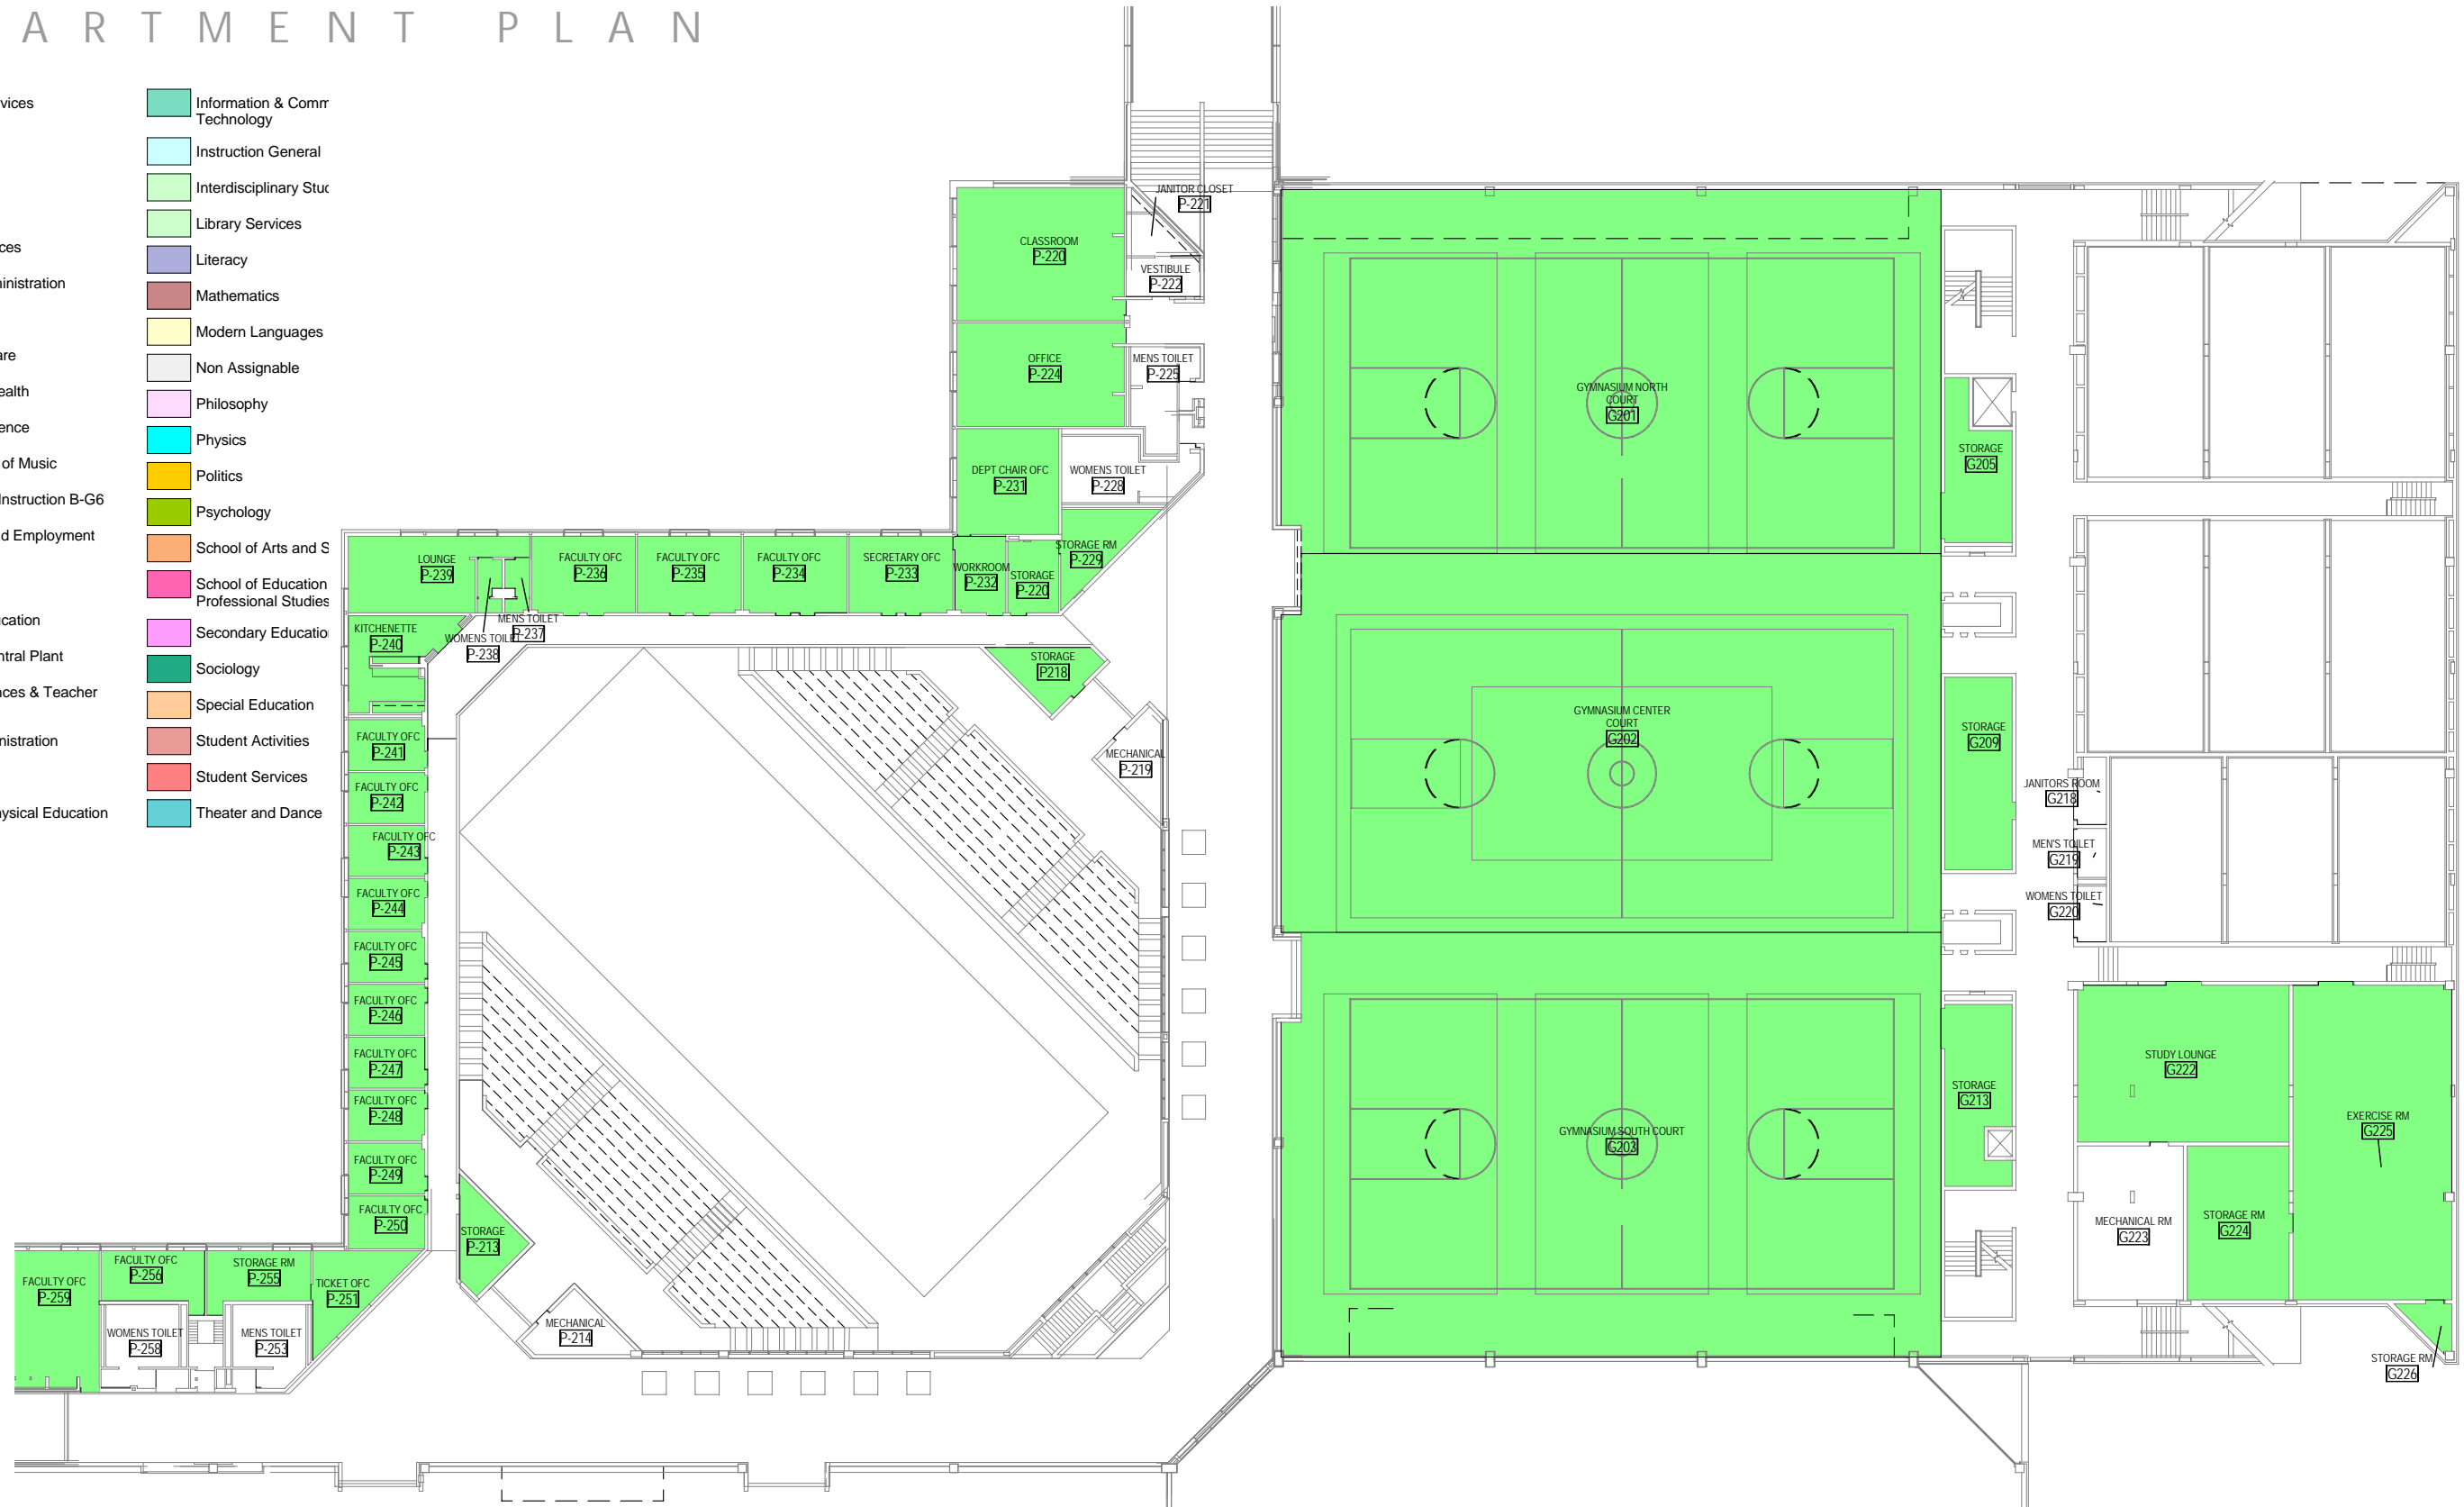 ARTMENT PLAN
vices
ces
ministration
are
ealth
ence
of Music
Instruction B-G6
d Employment
cation
ntral Plant
nces & Teacher
nistration
hysical Education
Information & Comm
Technology
Instruction General
Interdisciplinary Stud
Library Services
Literacy
Mathematics
Modern Languages
Non Assignable
Philosophy
Physics
Politics
Psychology
School of Arts and S
School of Education
Professional Studies
Secondary Education
Sociology
Special Education
Student Activities
Student Services
Theater and Dance
JANITOR CLOSET
P-221
CLASSROOM
P-220
VESTIBULE
P-222
OFFICE
P-224
MENS TOILET
P-225
DEPT CHAIR OFC
P-231
WOMENS TOILET
P-228
STORAGE RM
P-229
LOUNGE
P-239
FACULTY OFC
P-236
FACULTY OFC
P-235
FACULTY OFC
P-234
SECRETARY OFC
P-233
WORKROOM
P-232
STORAGE
P-220
MENS TOILET
P-237
WOMENS TOILET
P-238
KITCHENETTE
P-240
STORAGE
P218
MECHANICAL
P-219
FACULTY OFC
P-241
FACULTY OFC
P-242
FACULTY OFC
P-243
FACULTY OFC
P-244
FACULTY OFC
P-245
FACULTY OFC
P-246
FACULTY OFC
P-247
FACULTY OFC
P-248
FACULTY OFC
P-249
FACULTY OFC
P-250
STORAGE
P-213
MECHANICAL
P-214
FACULTY OFC
P-259
FACULTY OFC
P-256
STORAGE RM
P-255
TICKET OFC
P-251
WOMENS TOILET
P-258
MENS TOILET
P-253
GYMNASIUM NORTH
COURT
G201
GYMNASIUM CENTER
COURT
G202
GYMNASIUM SOUTH COURT
G203
STORAGE
G205
STORAGE
G209
STORAGE
G213
JANITORS ROOM
G218
MEN'S TOILET
G219
WOMENS TOILET
G220
STUDY LOUNGE
G222
EXERCISE RM
G225
MECHANICAL RM
G223
STORAGE RM
G224
STORAGE RM
G226